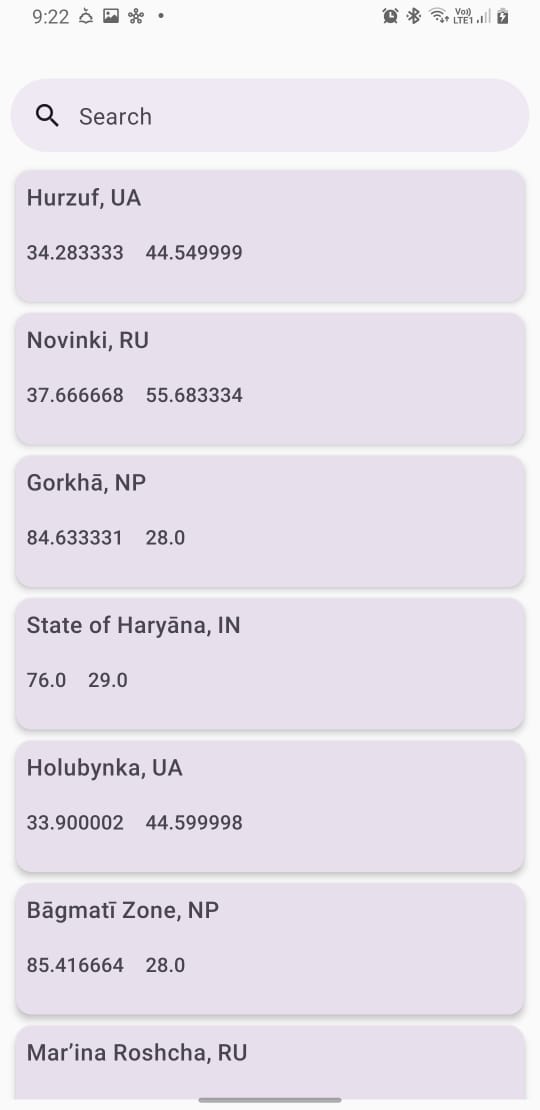 9:22
Vo))
LTE1
Search
Hurzuf, UA
34.283333 44.549999
Novinki, RU
37.666668 55.683334
Gorkhā, NP
84.633331 28.0
State of Haryāna, IN
76.0 29.0
Holubynka, UA
33.900002 44.599998
Bāgmatī Zone, NP
85.416664 28.0
Mar’ina Roshcha, RU